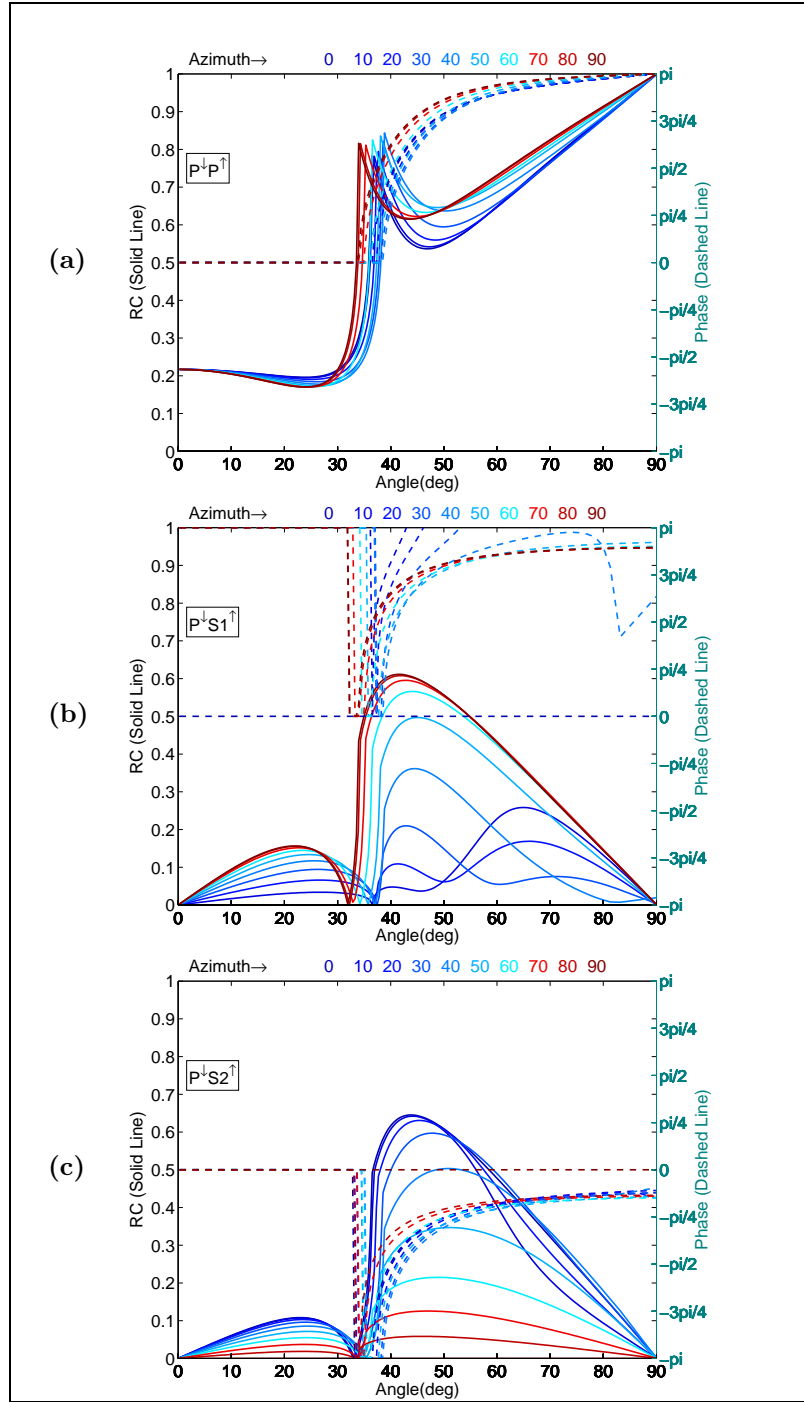 Azimuth→ 0 10 20 30 40 50 60 70 80 90
1 pi
0.9
3pi/4
0.8
P↓P↑
pi/2
0.7
pi/4
0.6
(a)
RC (Solid Line)
0.5 0
Phase (Dashed Line)
0.4
−pi/4
0.3
−pi/2
0.2
−3pi/4
0.1
0 −pi
0 10 20 30 40 50 60 70 80 90
Angle(deg)
Azimuth→ 0 10 20 30 40 50 60 70 80 90
1 pi
0.9
3pi/4
0.8
P↓S1↑
pi/2
0.7
pi/4
0.6
(b)
RC (Solid Line)
0.5 0
Phase (Dashed Line)
0.4
−pi/4
0.3
−pi/2
0.2
−3pi/4
0.1
0 −pi
0 10 20 30 40 50 60 70 80 90
Angle(deg)
Azimuth→ 0 10 20 30 40 50 60 70 80 90
1 pi
0.9
3pi/4
0.8
P↓S2↑
pi/2
0.7
pi/4
0.6
(c)
RC (Solid Line)
0.5 0
Phase (Dashed Line)
0.4
−pi/4
0.3
−pi/2
0.2
−3pi/4
0.1
0 −pi
0 10 20 30 40 50 60 70 80 90
Angle(deg)